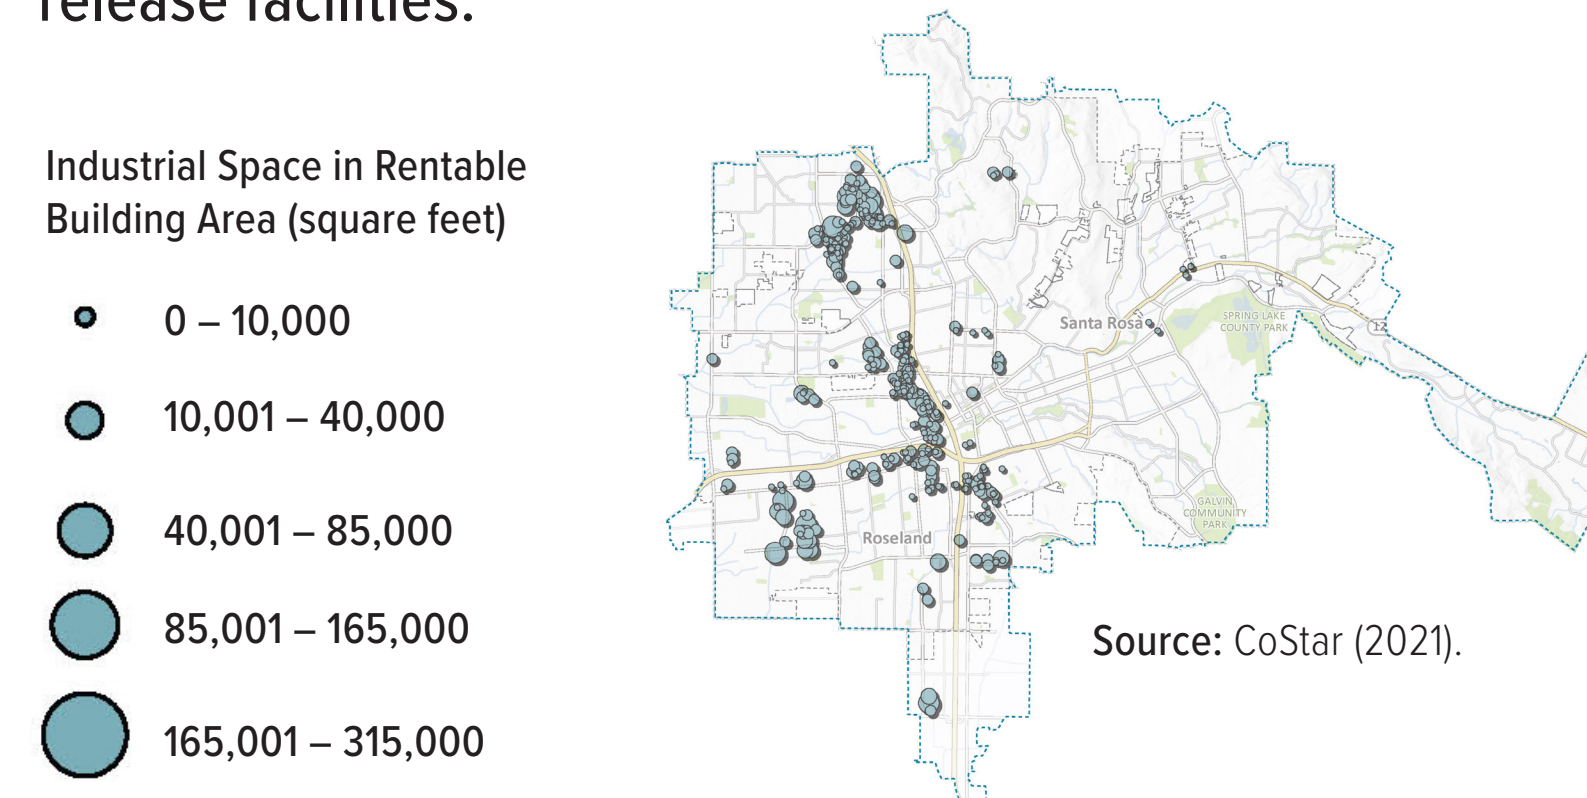 release facilities.
Industrial Space in Rentable
Building Area (square feet)
0 – 10,000
10,001 – 40,000
40,001 – 85,000
85,001 – 165,000
165,001 – 315,000
Santa Rosa
SPRING LAKE
COUNTY PARK
12
GALVIN
COMMUNITY
PARK
Roseland
Source: CoStar (2021).